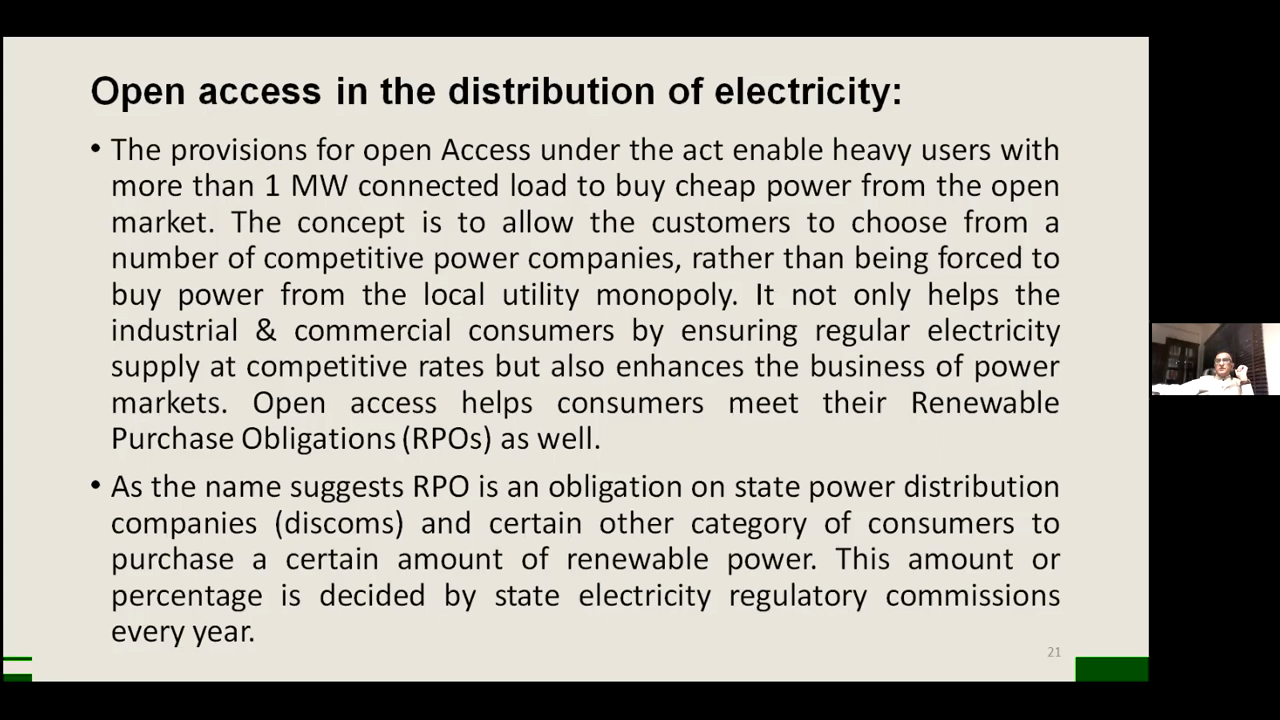 Open access in the distribution of electricity:
• The provisions for open Access under the act enable heavy users with
more than 1 MW connected load to buy cheap power from the open
market. The concept is to allow the customers to choose from a
number of competitive power companies, rather than being forced to
buy power from the local utility monopoly. It not only helps the
industrial & commercial consumers by ensuring regular electricity
supply at competitive rates but also enhances the business of power
markets. Open access helps consumers meet their Renewable
Purchase Obligations (RPOs) as well.
• As the name suggests RPO is an obligation on state power distribution
companies (discoms) and certain other category of consumers to
purchase a certain amount of renewable power. This amount or
percentage is decided by state electricity regulatory commissions
every year.
21